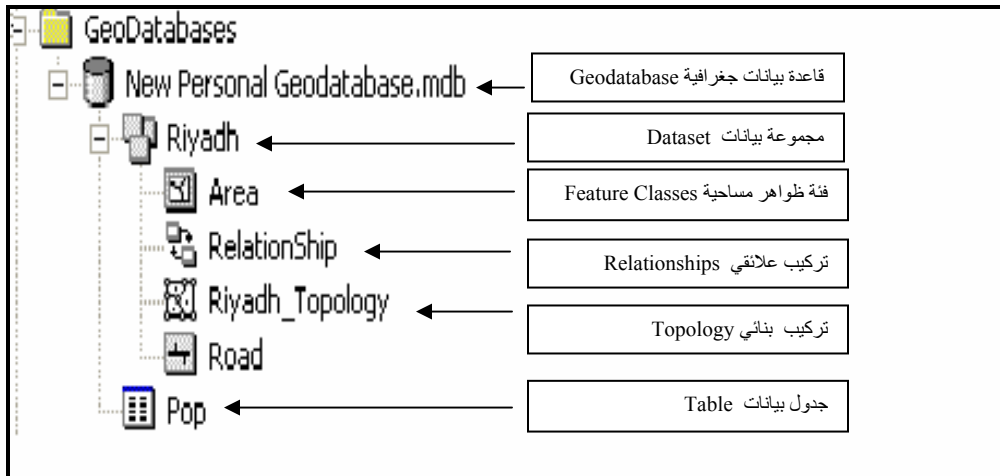 GeoDatabases
New Personal Geodatabase.mdb
قاعدة بيانات جغرافية Geodatabase
Riyadh
مجموعة بيانات Dataset
Area
فئة ظواهر مساحية Feature Classes
RelationShip
تركيب علائقي Relationships
Riyadh_Topology
تركيب بنائي Topology
Road
Pop
جدول بيانات Table